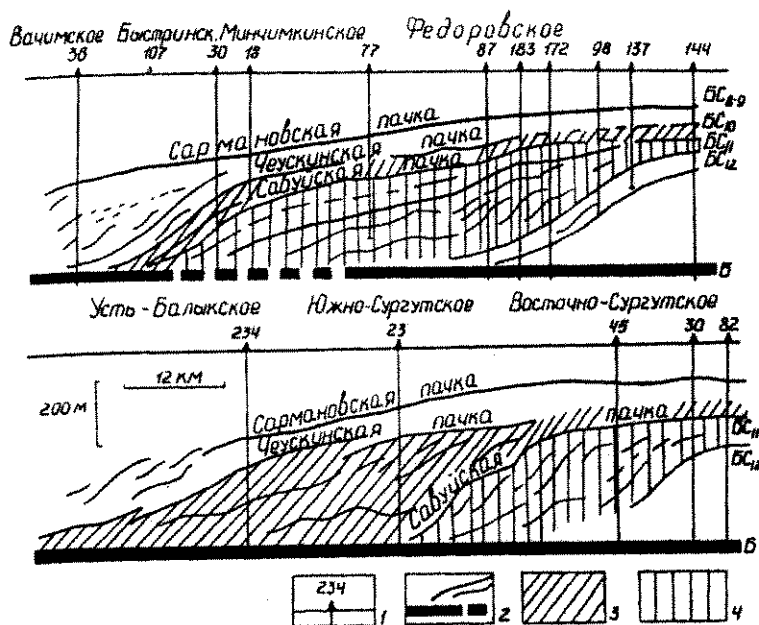 Вачимское Быстринск. Минчимкинское Федоровское
36 107 30 18 77 87 183 172 98 137 144
БС8-9
Сармановская пачка
БС10
Чеускинская пачка
БС11
Савуйская пачка
БС12
Б
Усть-Балыкское Южно-Сургутское Восточно-Сургутское
234 23 45 30 82
12 КМ
200 М
Сармановская пачка
Чеускинская пачка пачка
БС11
Савуйская
Б
234
1 2 3 4